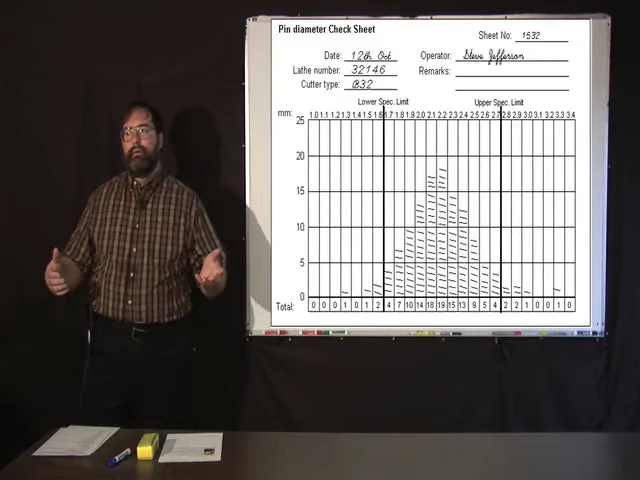 Pin diameter Check Sheet
Sheet No: 1532
Date: 12th Oct
Operator: Steve Jefferson
Lathe number: 32146
Remarks:
Cutter type: B32
Lower Spec. Limit
Upper Spec. Limit
mm: 1.0 1.1 1.1 1.3 1.4 1.5 1.6 1.7 1.8 1.9 2.0 2.1 2.2 2.3 2.4 2.5 2.6 2.7 2.8 2.9 3.0 3.1 3.2 3.3 3.4
25
20
15
10
5
0
Total: 0 0 0 1 0 1 2 4 7 10 14 18 19 15 13 9 5 4 2 2 1 0 0 1 0